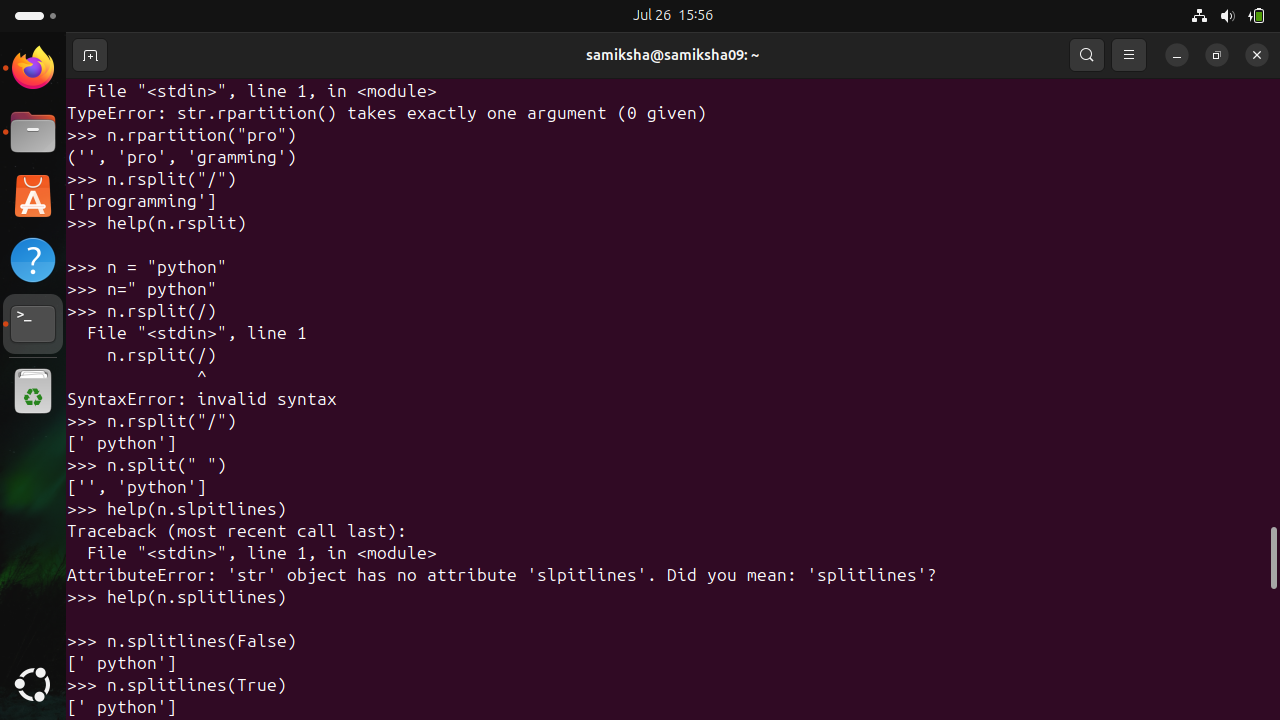 Jul 26  15:56
samiksha@samiksha09: ~
  File "<stdin>", line 1, in <module>
TypeError: str.rpartition() takes exactly one argument (0 given)
>>> n.rpartition("pro")
('', 'pro', 'gramming')
>>> n.rsplit("/")
['programming']
>>> help(n.rsplit)

>>> n = "python"
>>> n=" python"
>>> n.rsplit(/)
  File "<stdin>", line 1
    n.rsplit(/)
             ^
SyntaxError: invalid syntax
>>> n.rsplit("/")
[' python']
>>> n.split(" ")
['', 'python']
>>> help(n.slpitlines)
Traceback (most recent call last):
  File "<stdin>", line 1, in <module>
AttributeError: 'str' object has no attribute 'slpitlines'. Did you mean: 'splitlines'?
>>> help(n.splitlines)

>>> n.splitlines(False)
[' python']
>>> n.splitlines(True)
[' python']